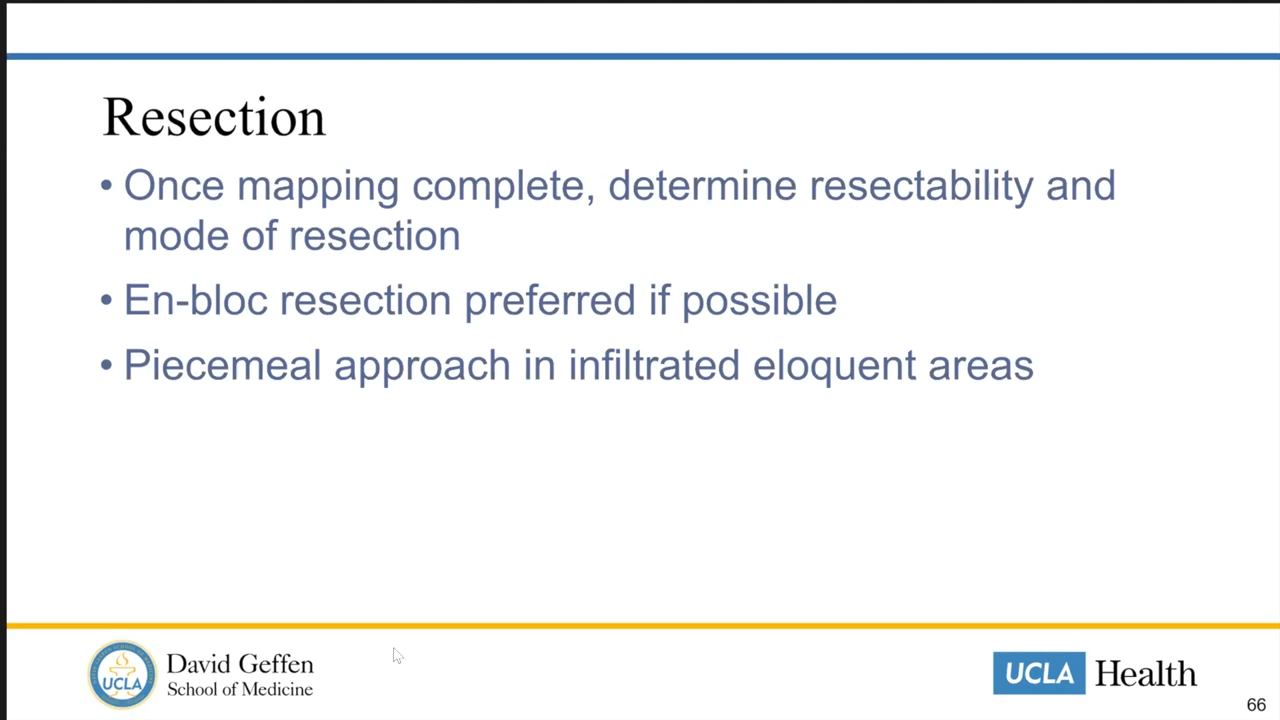 Resection
• Once mapping complete, determine resectability and
mode of resection
• En-bloc resection preferred if possible
• Piecemeal approach in infiltrated eloquent areas
UCLA
David Geffen
School of Medicine
UCLA Health
66